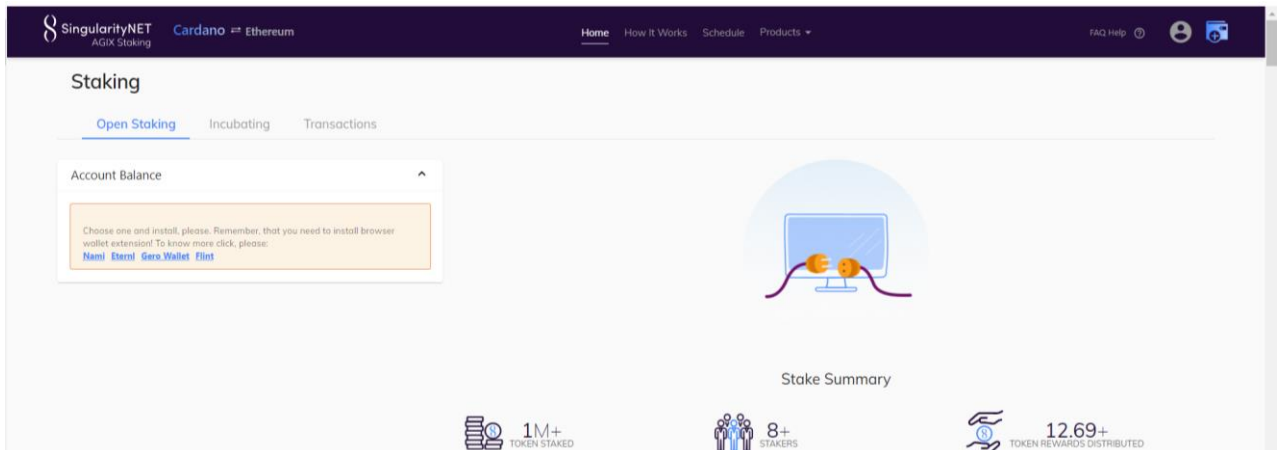 SingularityNET
AGIX Staking
Cardano ⇄ Ethereum
Home How It Works Schedule Products
FAQ Help
Staking
Open Staking Incubating Transactions
Account Balance
Choose one and install, please. Remember, that you need to install browser
wallet extension! To know more click, please:
Nami Eternl Gero Wallet Flint
Stake Summary
1M+
TOKEN STAKED
8+
STAKERS
12.69+
TOKEN REWARDS DISTRIBUTED